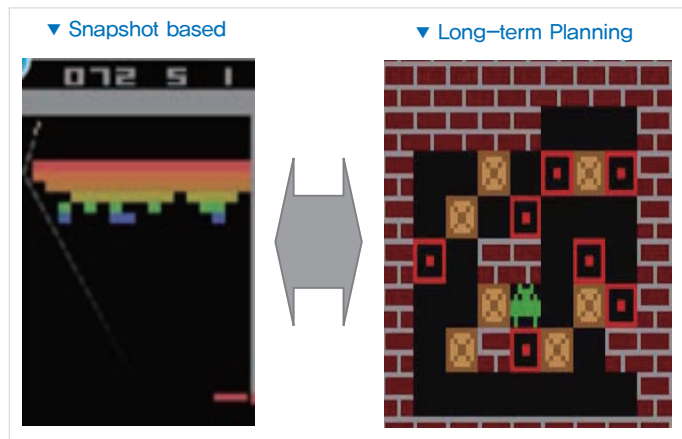 ▼ Snapshot based
▼ Long-term Planning
072 5 1